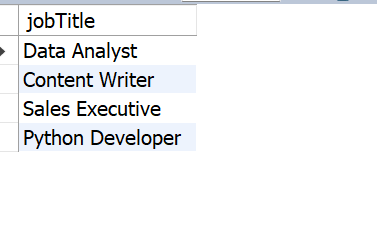 jobTitle
Data Analyst
Content Writer
Sales Executive
Python Developer